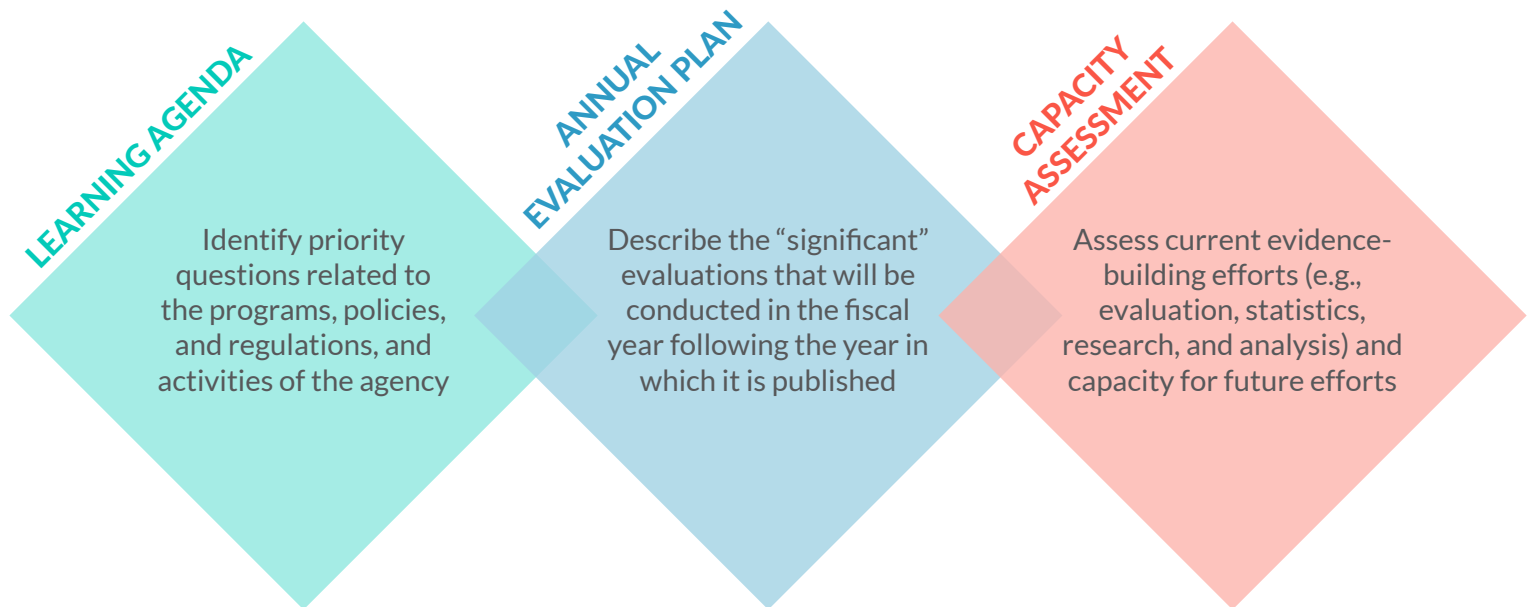 LEARNING AGENDA
Identify priority
questions related to
the programs, policies,
and regulations, and
activities of the agency
ANNUAL
EVALUATION PLAN
Describe the “significant”
evaluations that will be
conducted in the fiscal
year following the year in
which it is published
CAPACITY
ASSESSMENT
Assess current evidence-
building efforts (e.g.,
evaluation, statistics,
research, and analysis) and
capacity for future efforts